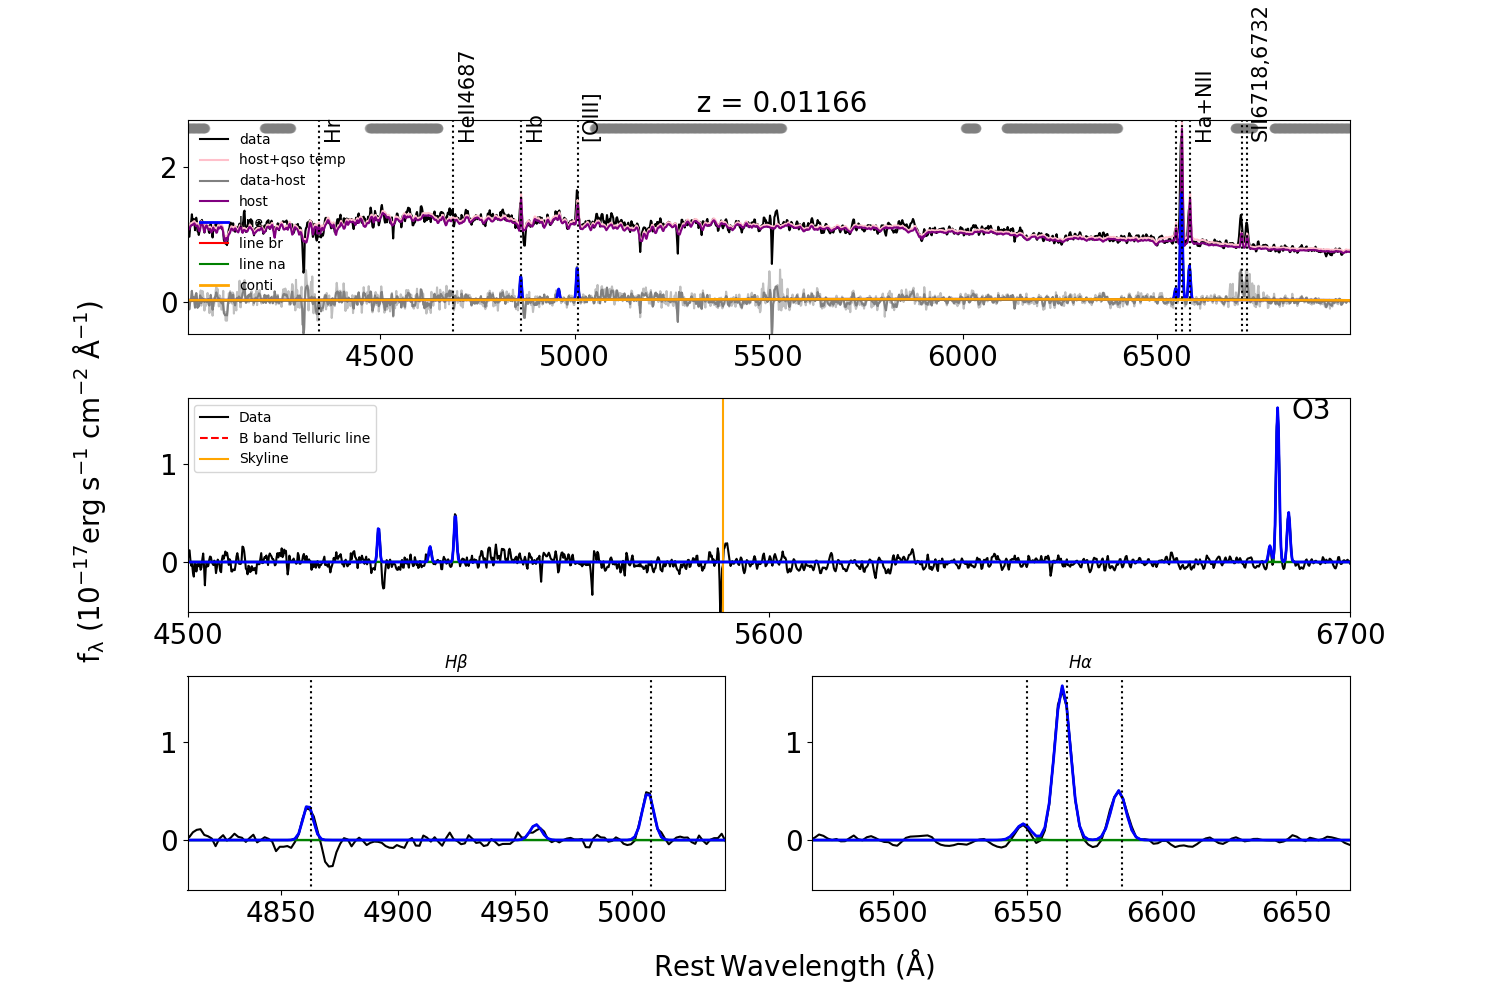 z = 0.01166
Hr
HeII4687
Hb
[OIII]
Ha+NII
SII6718,6732
data
host+qso temp
data-host
host
line
line br
line na
conti
2
0
4500 5000 5500 6000 6500
Data
B band Telluric line
Skyline
O3
1
0
4500 5600 6700
fλ (10⁻¹⁷erg s⁻¹ cm⁻² Å⁻¹)
Hβ
1
0
4850 4900 4950 5000
Hα
1
0
6500 6550 6600 6650
Rest Wavelength (Å)